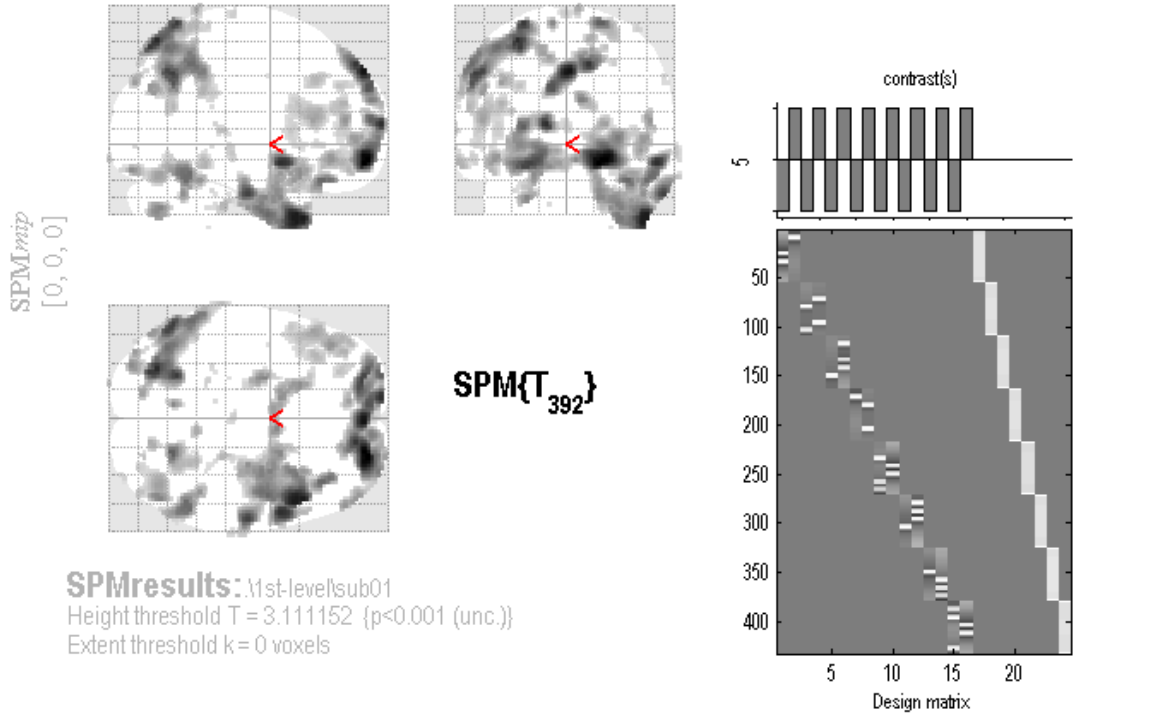 contrast(s)
5
SPMmip
[0, 0, 0]
SPM{T392}
50
100
150
200
250
300
350
400
5 10 15 20
Design matrix
SPMresults: .\1st-level\sub01
Height threshold T = 3.111152 {p<0.001 (unc.)}
Extent threshold k = 0 voxels